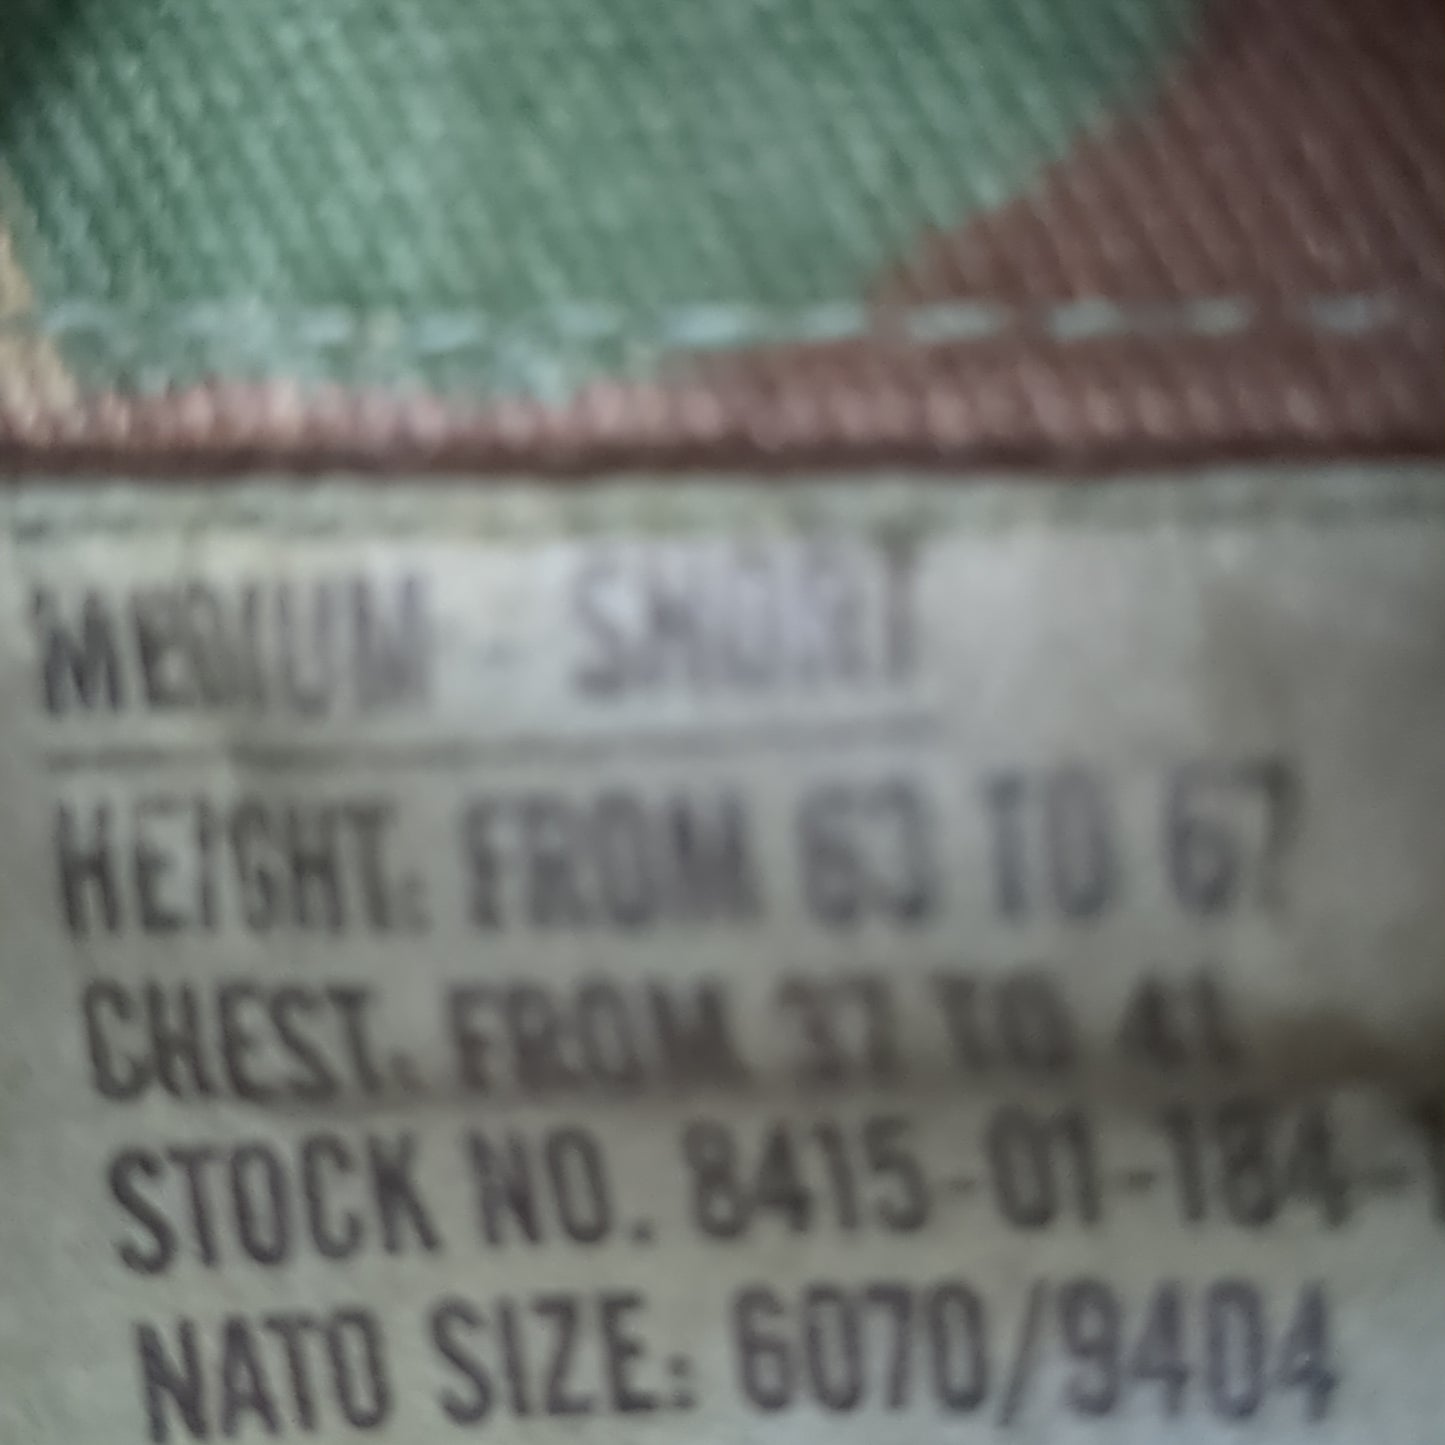 MEDIUM - SHORT
HEIGHT: FROM 63 TO 67
CHEST: FROM 37 TO 41
STOCK NO. 8415-01-184-1
NATO SIZE: 6070/9404